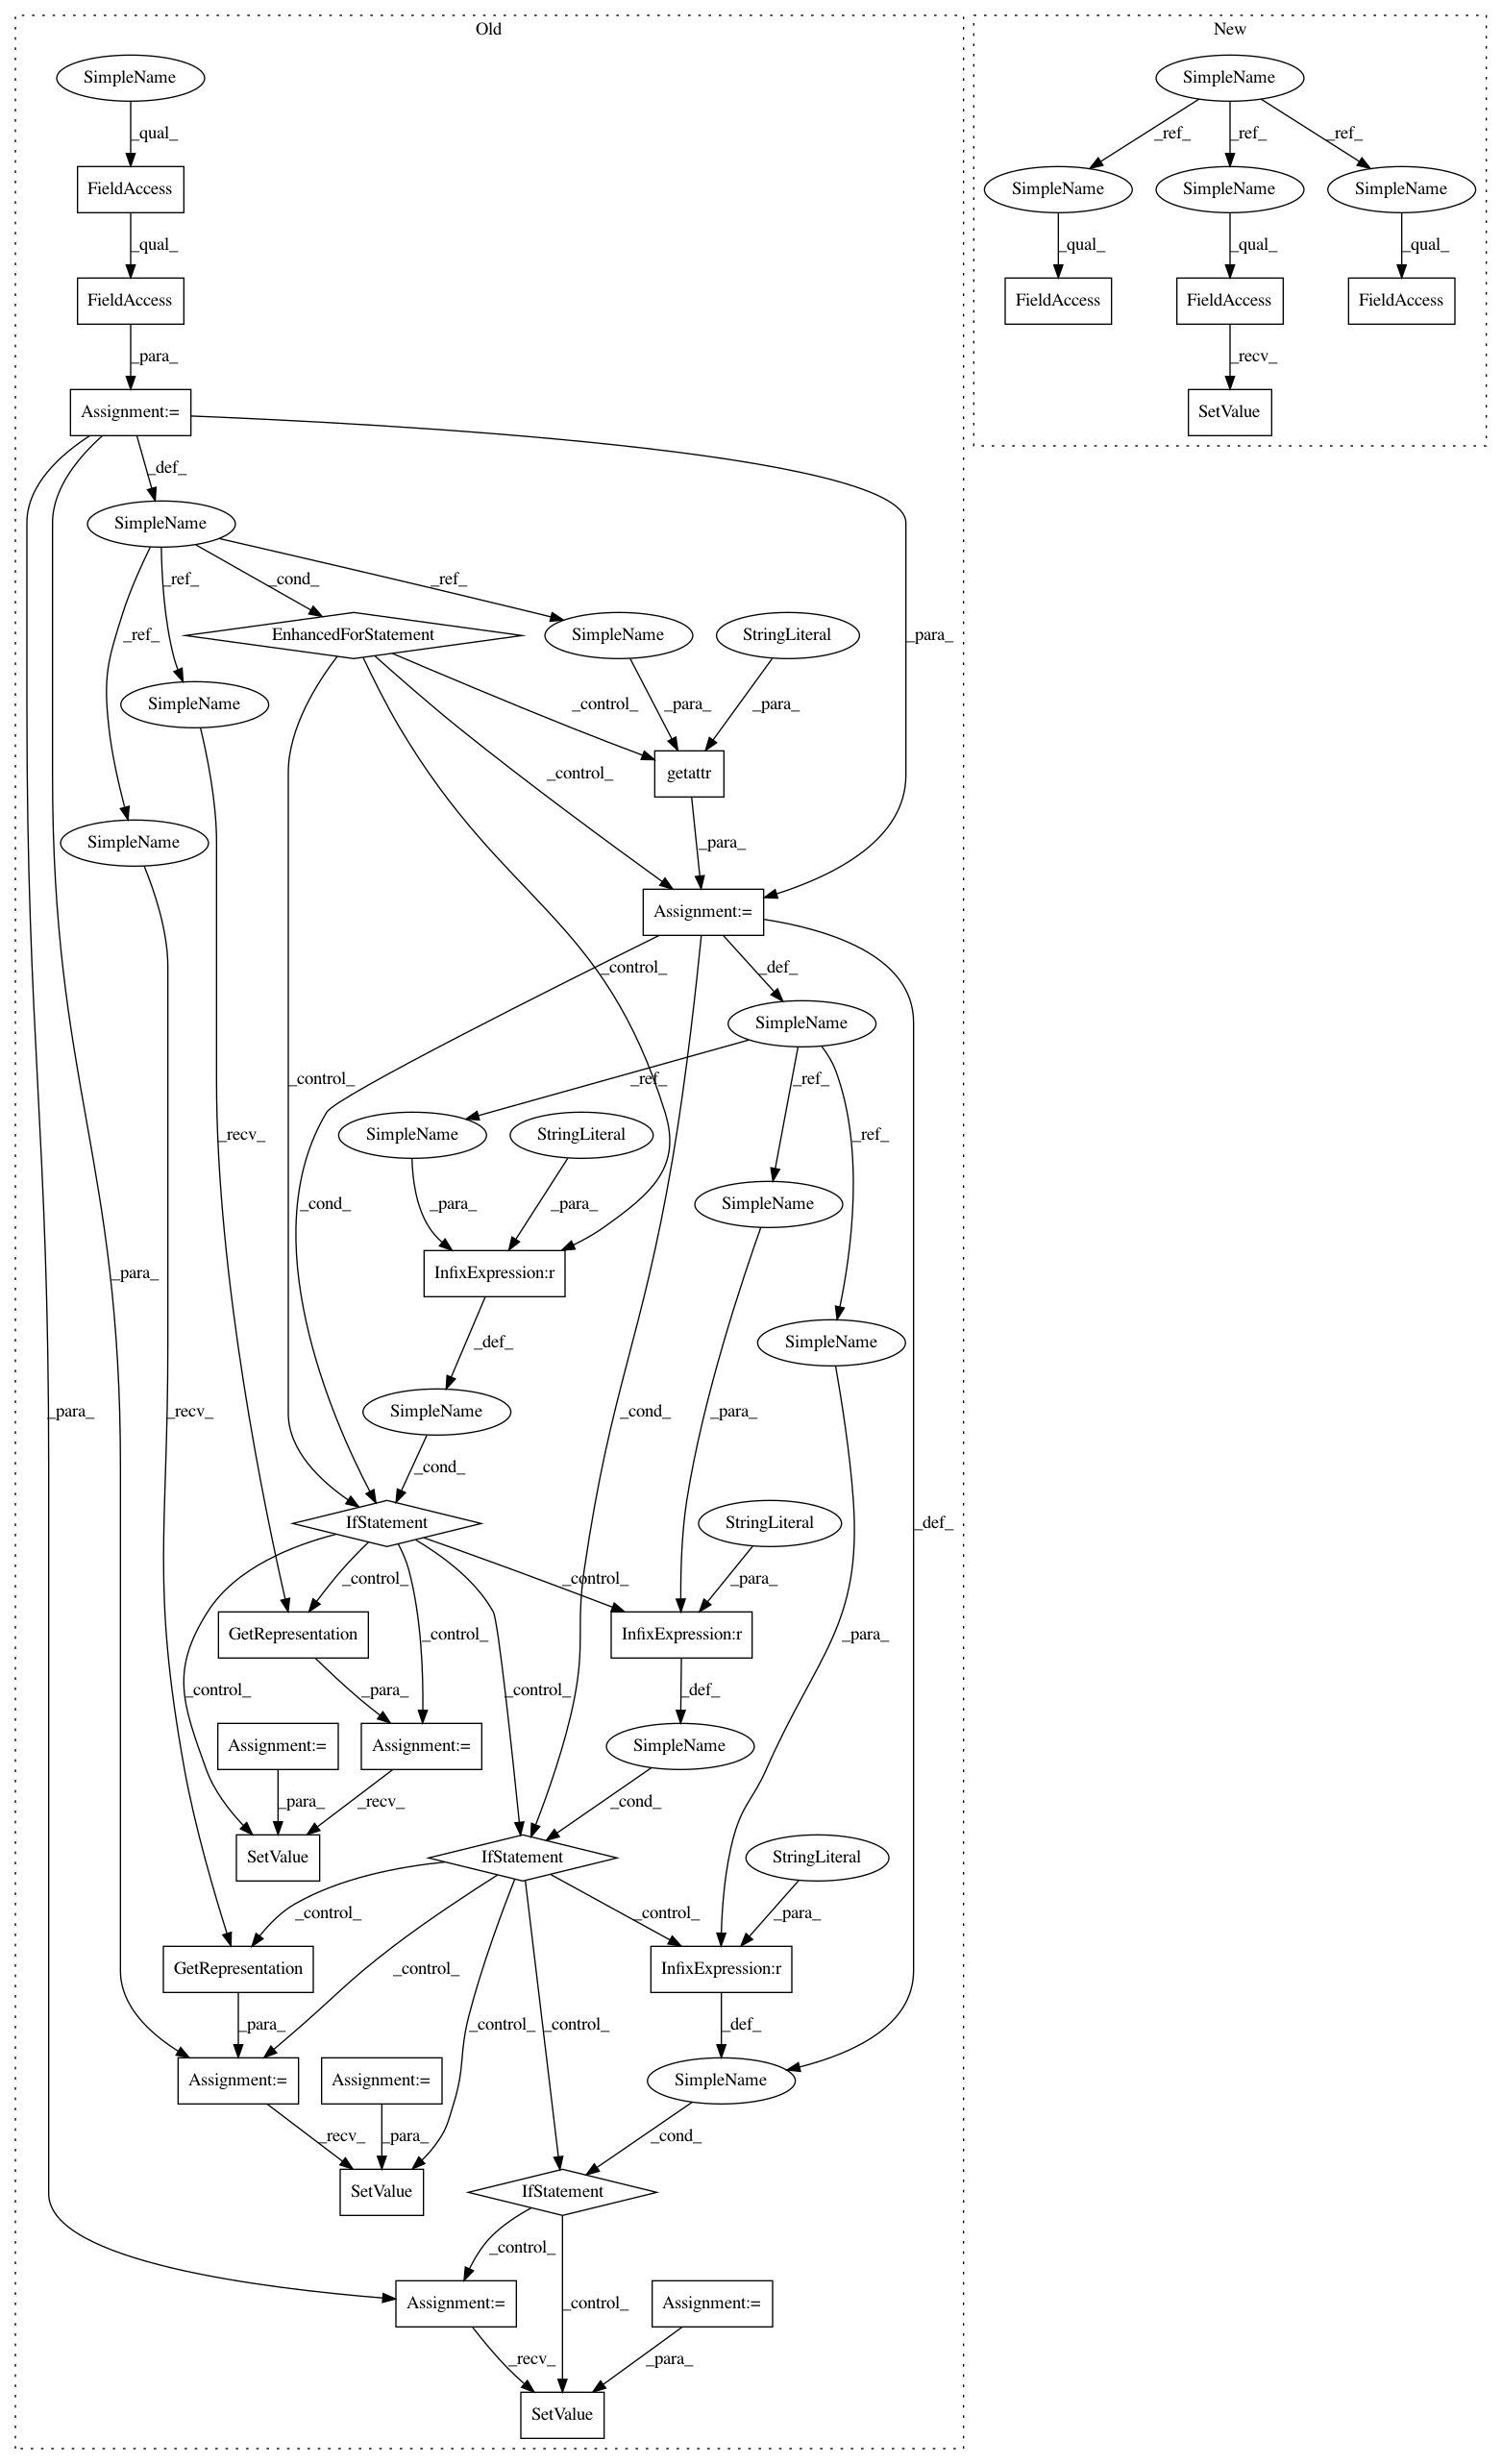 Old
New
SimpleName
SimpleName
_qual_
_ref_
_ref_
_ref_
FieldAccess
SimpleName
SimpleName
SimpleName
_qual_
_qual_
_qual_
_qual_
FieldAccess
FieldAccess
FieldAccess
FieldAccess
_para_
_recv_
Assignment:=
SetValue
_def_
SimpleName
_ref_
_cond_
_ref_
_ref_
EnhancedForStatement
SimpleName
StringLiteral
_para_
SimpleName
_control_
_para_
_para_
_control_
getattr
SimpleName
_para_
Assignment:=
_control_
_def_
SimpleName
_control_
_ref_
_ref_
_ref_
_recv_
SimpleName
StringLiteral
_cond_
_para_
_para_
SimpleName
_para_
InfixExpression:r
_def_
SimpleName
_para_
_recv_
SimpleName
_cond_
_para_
_cond_
IfStatement
StringLiteral
_def_
_control_
_control_
_para_
GetRepresentation
_control_
InfixExpression:r
_para_
_control_
_para_
_control_
_def_
Assignment:=
Assignment:=
SimpleName
_para_
_recv_
_cond_
SetValue
IfStatement
StringLiteral
_control_
_control_
_para_
GetRepresentation
_control_
InfixExpression:r
_para_
_control_
_control_
_def_
Assignment:=
Assignment:=
SimpleName
_recv_
_para_
_cond_
SetValue
IfStatement
_control_
Assignment:=
_control_
Assignment:=
_recv_
_para_
SetValue